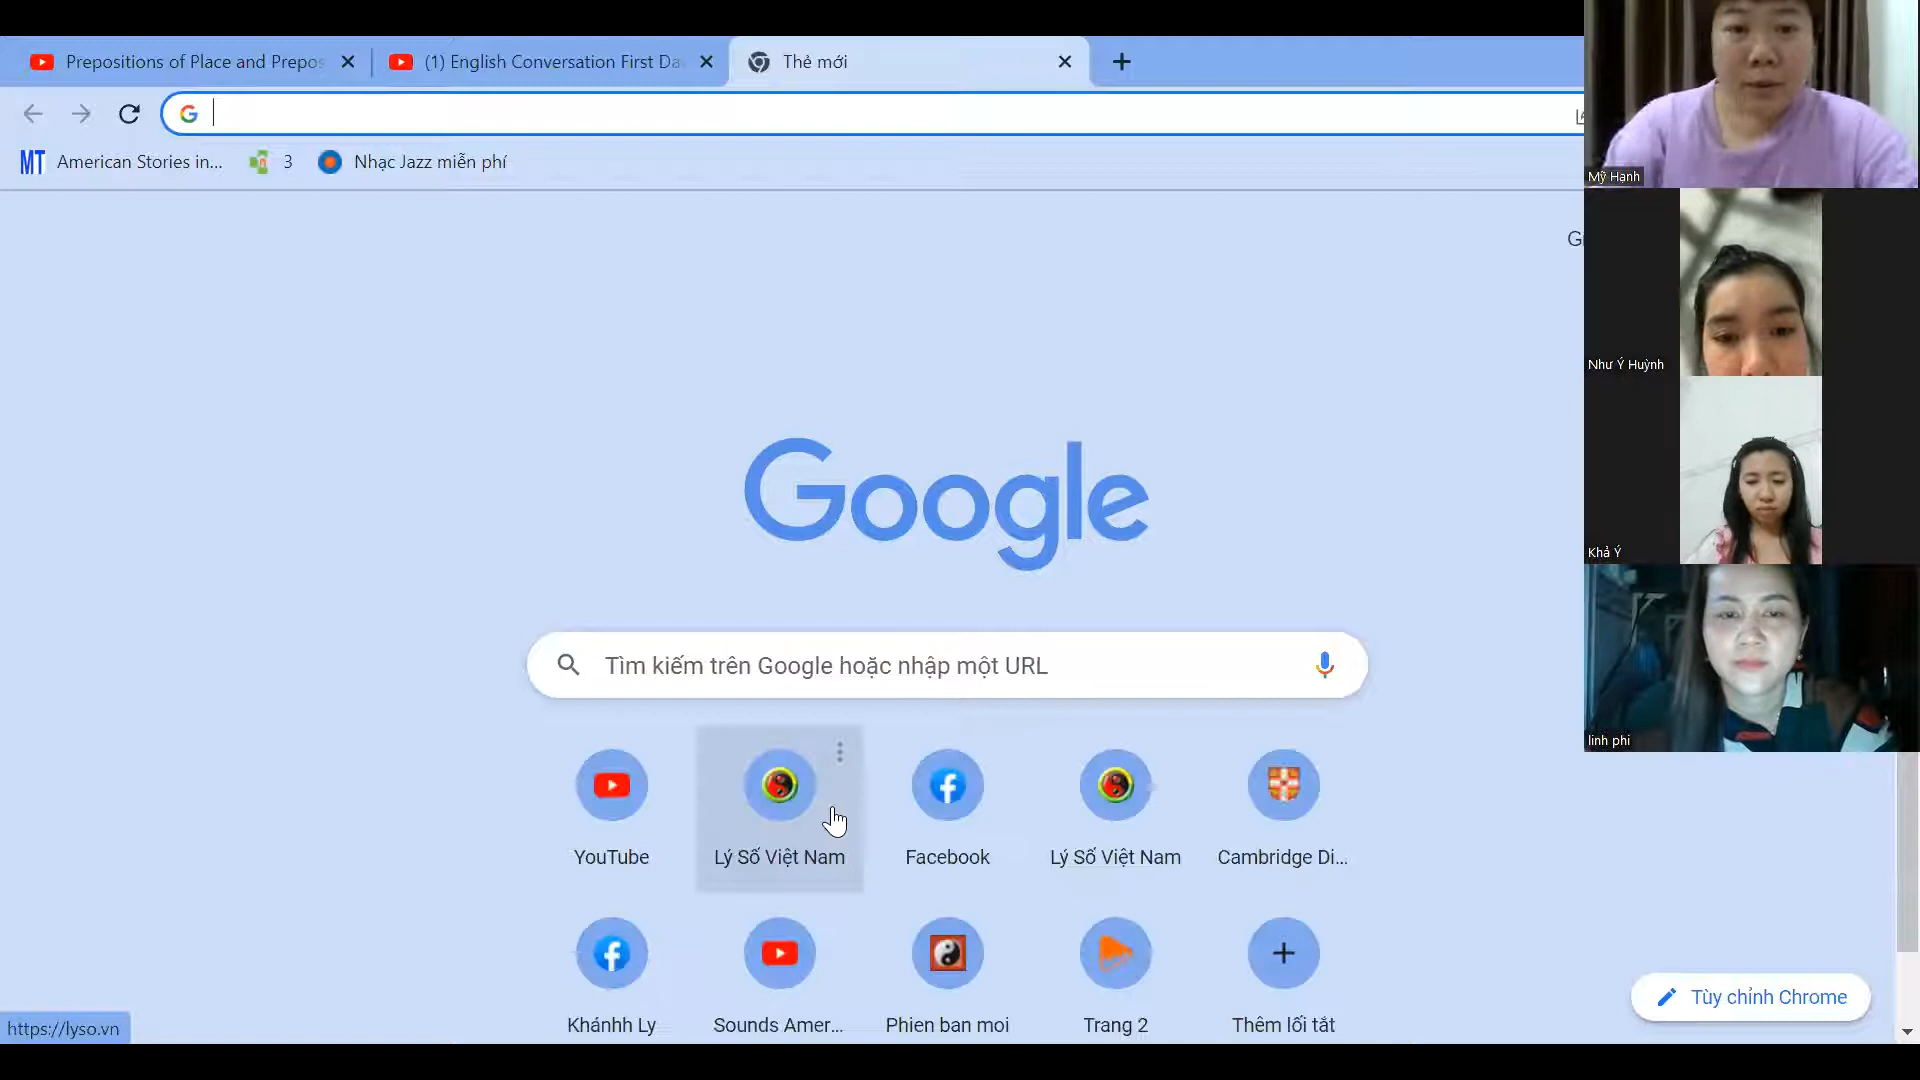 Prepositions of Place and Prepos
(1) English Conversation First Da
Thẻ mới
MT American Stories in...
3
Nhạc Jazz miễn phí
Mỹ Hạnh
Như Ý Huỳnh
Khả Ý
linh phi
Google
Tìm kiếm trên Google hoặc nhập một URL
YouTube
Lý Số Việt Nam
Facebook
Lý Số Việt Nam
Cambridge Di...
Khánhh Ly
Sounds Amer...
Phien ban moi
Trang 2
Thêm lối tắt
Tùy chỉnh Chrome
https://lyso.vn